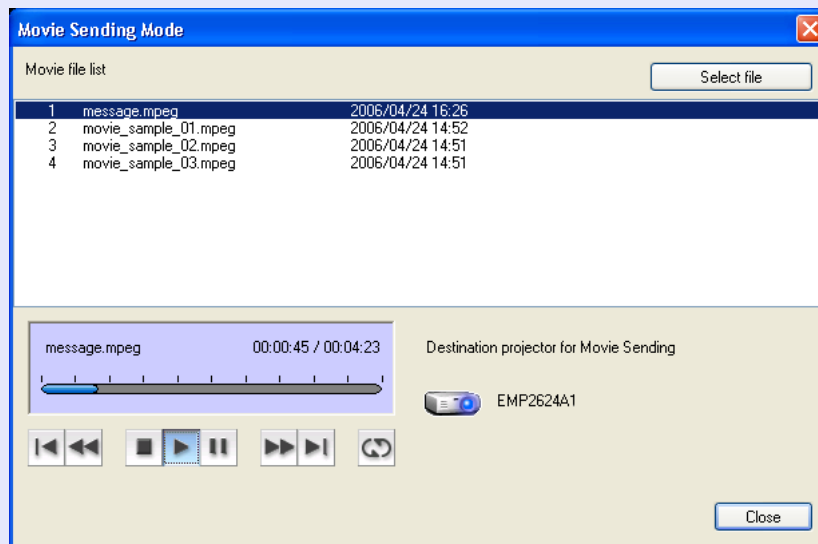 Movie Sending Mode
Movie file list
Select file
1 message.mpeg 2006/04/24 16:26
2 movie_sample_01.mpeg 2006/04/24 14:52
3 movie_sample_02.mpeg 2006/04/24 14:51
4 movie_sample_03.mpeg 2006/04/24 14:51
message.mpeg 00:00:45 / 00:04:23
Destination projector for Movie Sending
EMP2624A1
Close